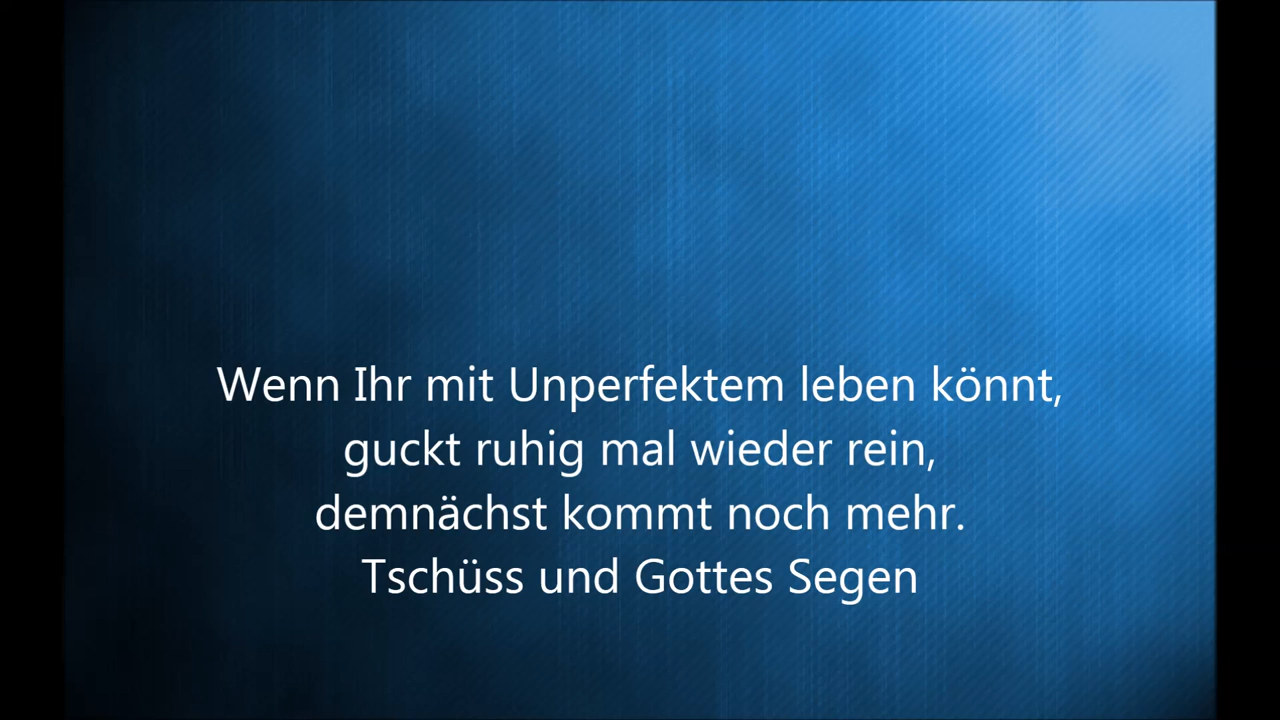 Wenn Ihr mit Unperfektem leben könnt,
guckt ruhig mal wieder rein,
demnächst kommt noch mehr.
Tschüss und Gottes Segen